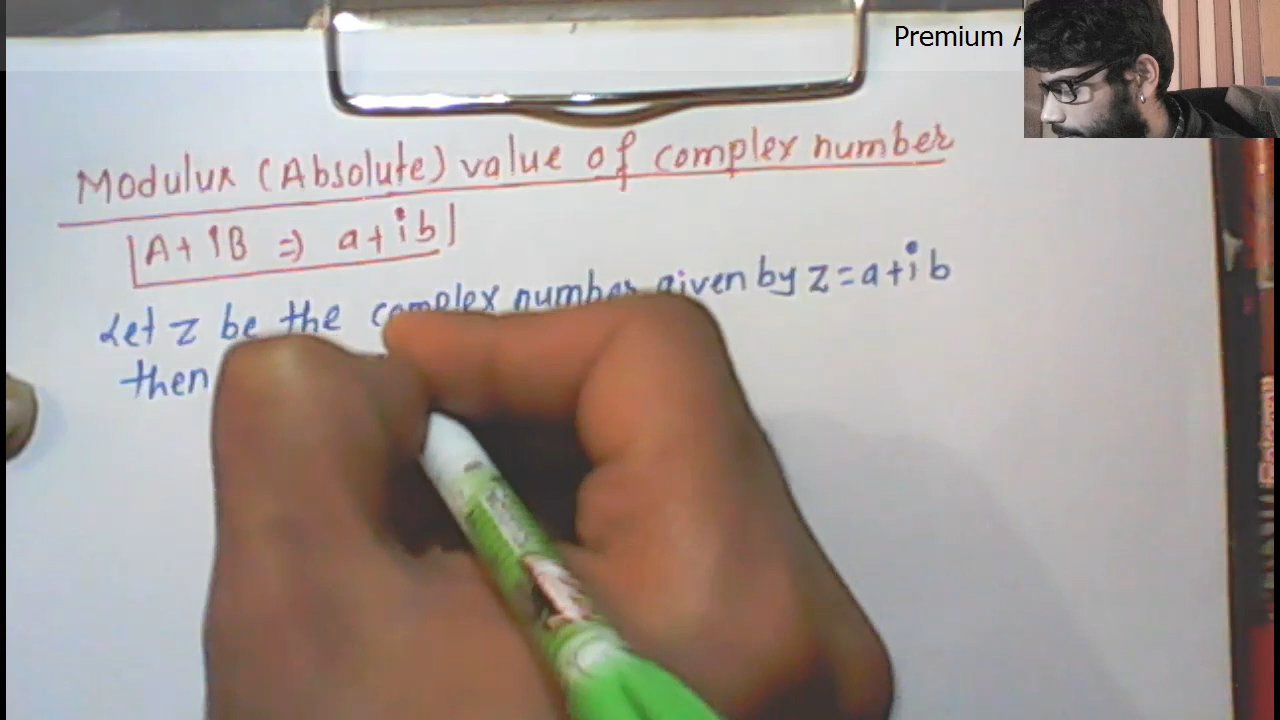 Premium A
Modulus (Absolute) value of complex number
A+iB => a+ib
Let z be the complex number given by z=a+ib
then